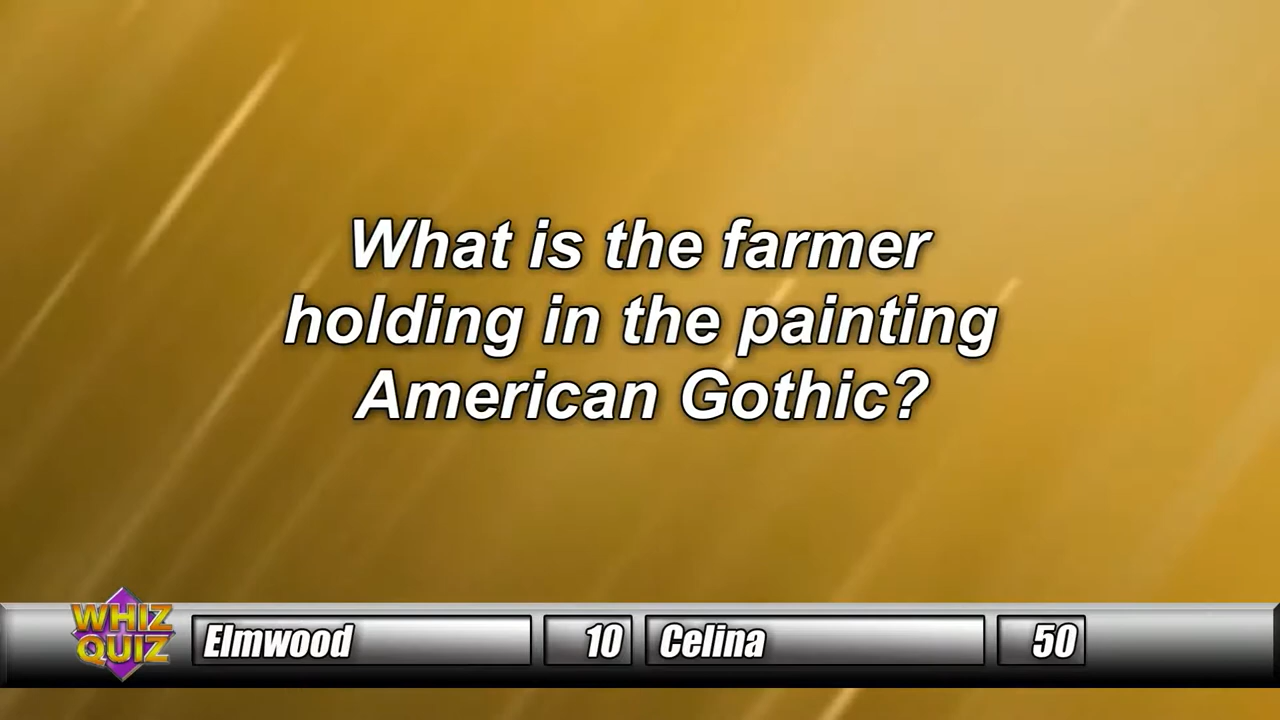 What is the farmer
holding in the painting
American Gothic?
WHIZ
QUIZ
Elmwood 10 Celina 50